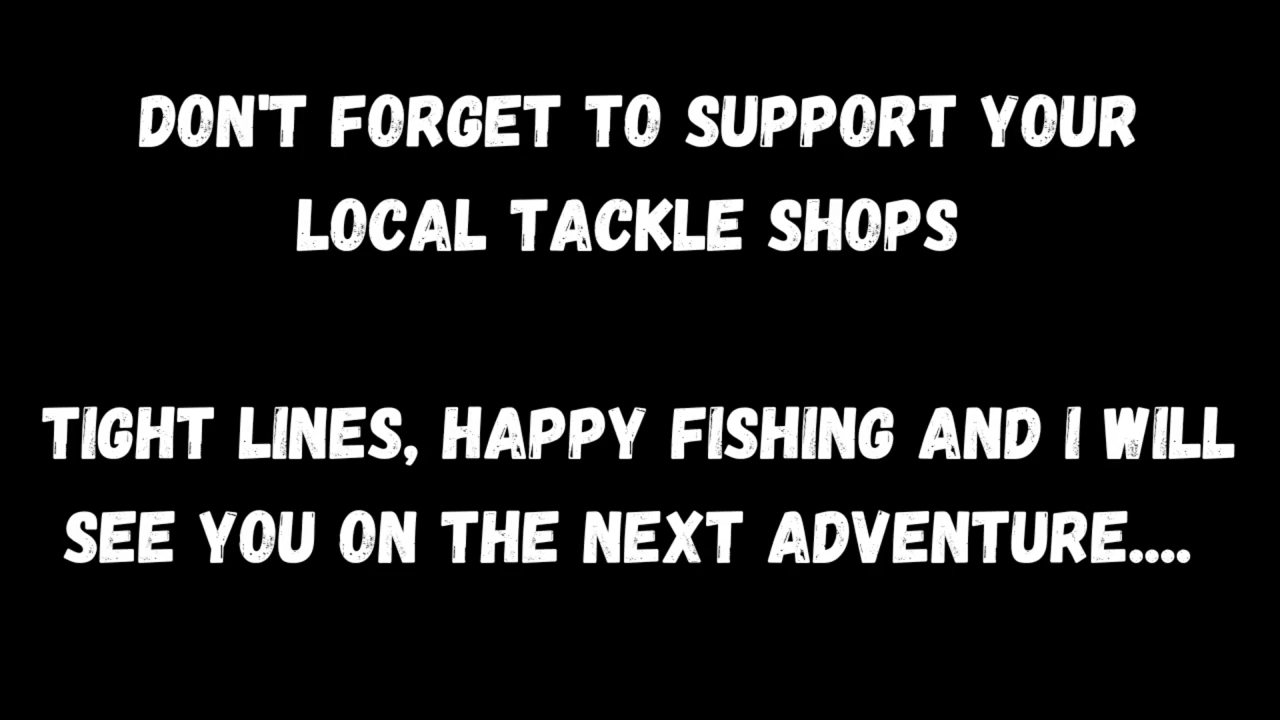 DON'T FORGET TO SUPPORT YOUR
LOCAL TACKLE SHOPS
TIGHT LINES, HAPPY FISHING AND I WILL
SEE YOU ON THE NEXT ADVENTURE....